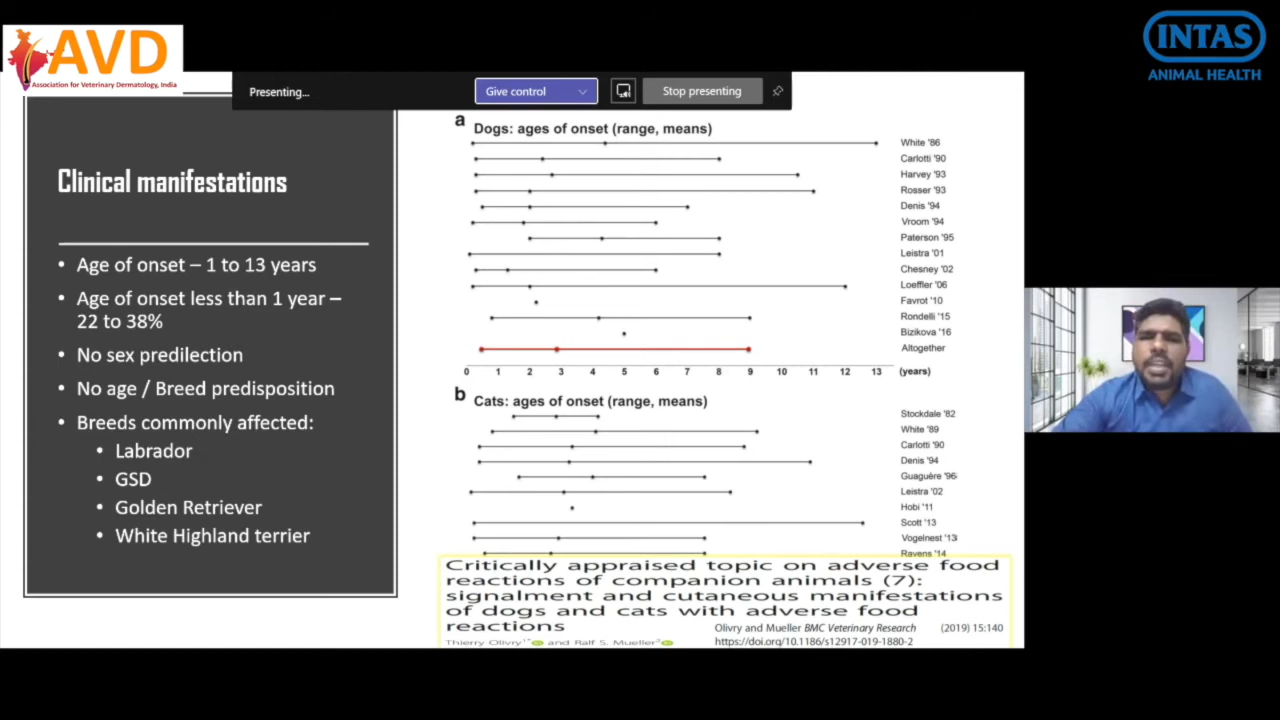 AVD
Association for Veterinary Dermatology, India
INTAS
ANIMAL HEALTH
Presenting...
Give control
Stop presenting
Clinical manifestations
• Age of onset – 1 to 13 years
• Age of onset less than 1 year –
22 to 38%
• No sex predilection
• No age / Breed predisposition
• Breeds commonly affected:
• Labrador
• GSD
• Golden Retriever
• White Highland terrier
a
Dogs: ages of onset (range, means)
White '86
Carlotti '90
Harvey '93
Rosser '93
Denis '94
Vroom '94
Paterson '95
Leistra '01
Chesney '02
Loeffler '06
Favrot '10
Rondelli '15
Bizikova '16
Altogether
0 1 2 3 4 5 6 7 8 9 10 11 12 13 (years)
b
Cats: ages of onset (range, means)
Stockdale '82
White '89
Carlotti '90
Denis '94
Guaguère '96
Leistra '02
Hobi '11
Scott '13
Vogelnest '13
Ravens '14
Critically appraised topic on adverse food
reactions of companion animals (7):
signalment and cutaneous manifestations
of dogs and cats with adverse food
reactions
Olivry and Mueller BMC Veterinary Research (2019) 15:140
Thierry Olivry1* and Ralf S. Mueller2
https://doi.org/10.1186/s12917-019-1880-2